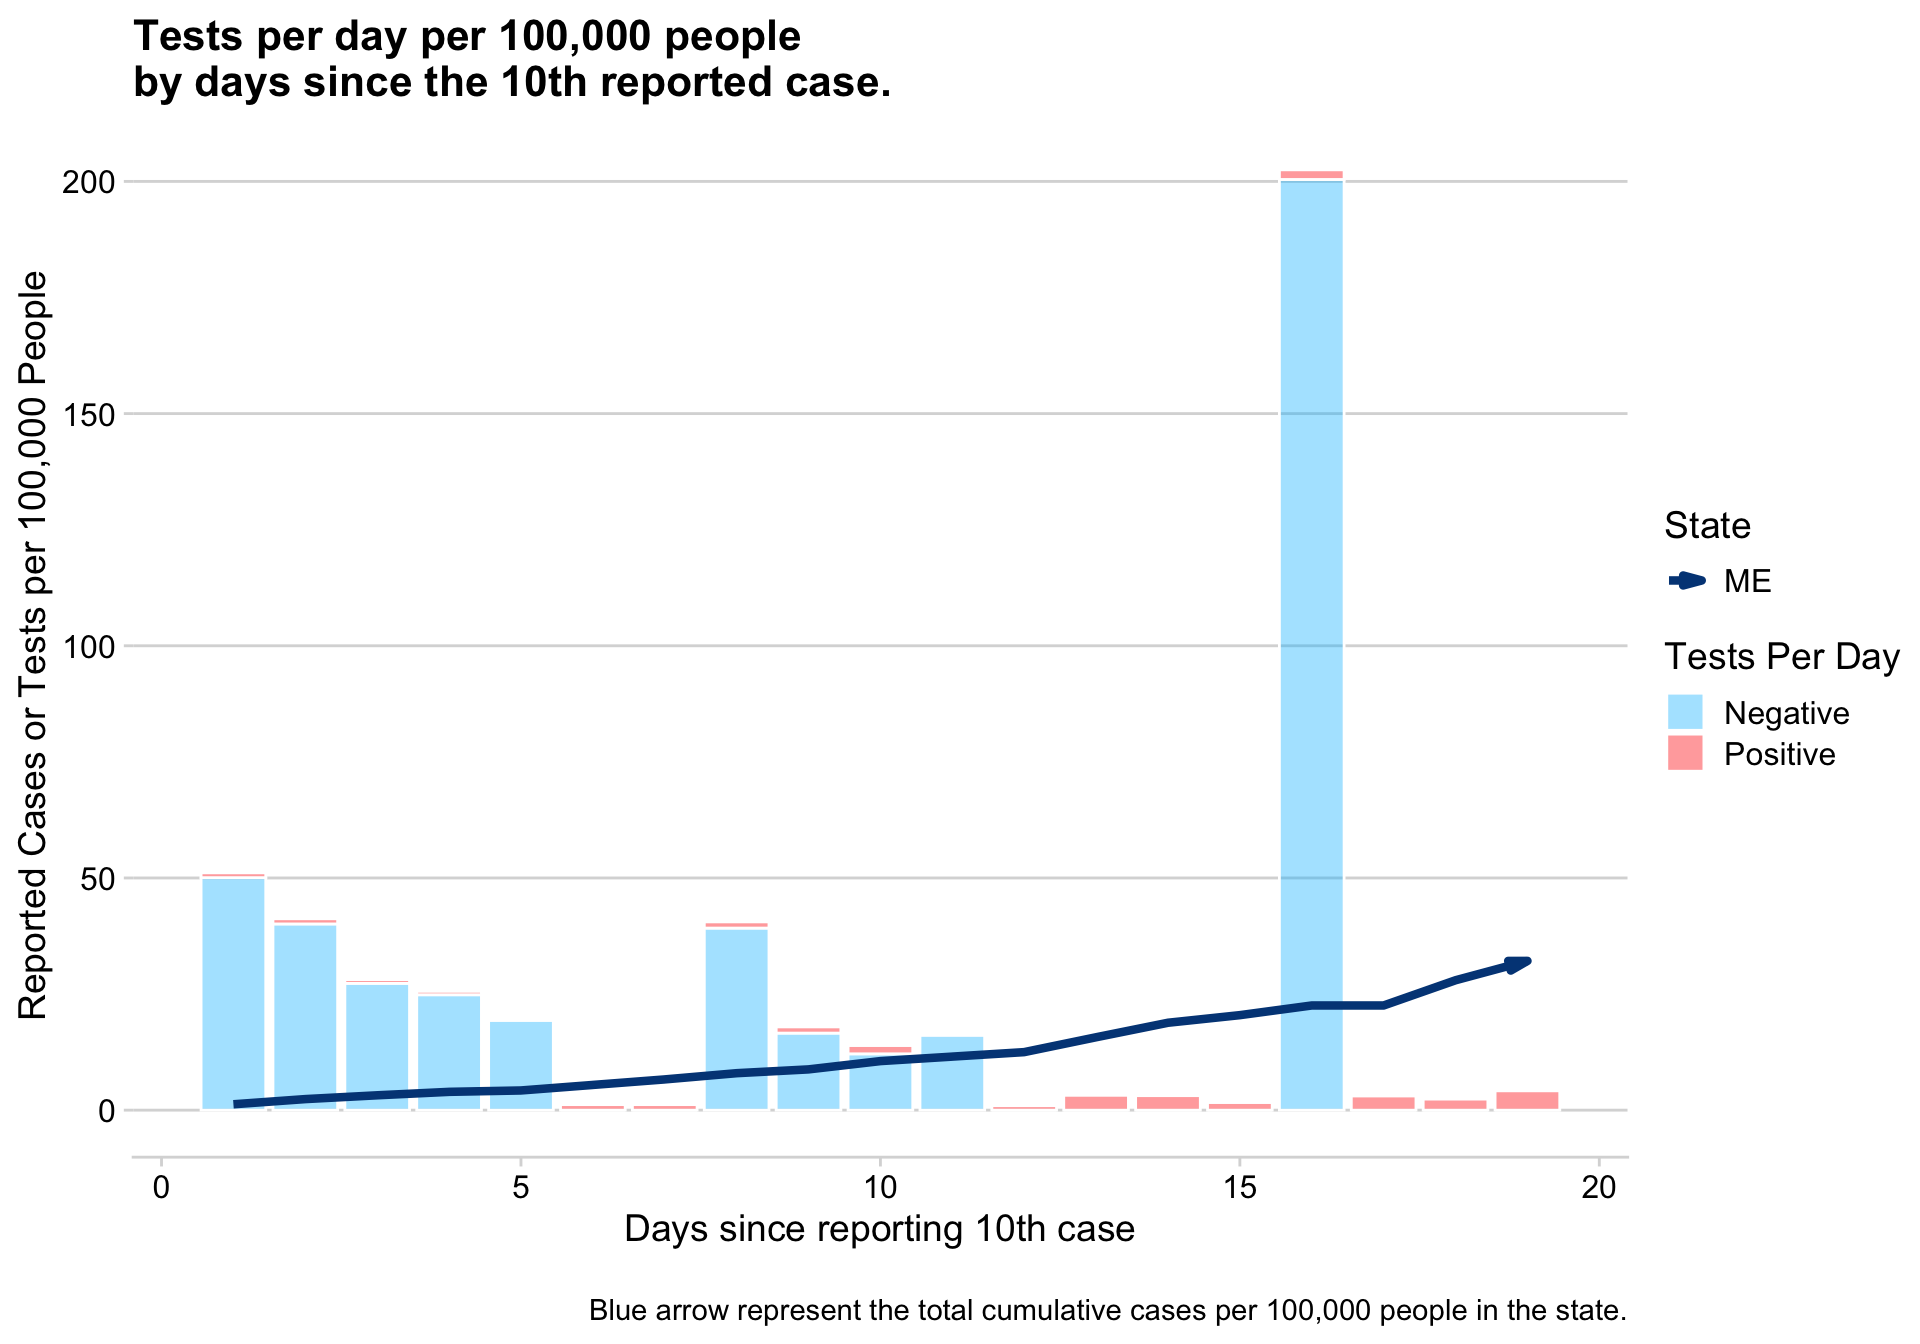 Tests per day per 100,000 people
by days since the 10th reported case.
Reported Cases or Tests per 100,000 People
200
150
100
50
0
0
5
10
15
20
Days since reporting 10th case
State
ME
Tests Per Day
Negative
Positive
Blue arrow represent the total cumulative cases per 100,000 people in the state.